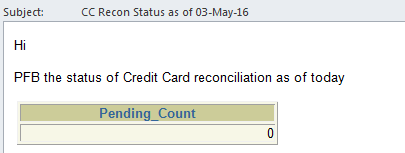 Subject: CC Recon Status as of 03-May-16
Hi
PFB the status of Credit Card reconciliation as of today
Pending_Count
0